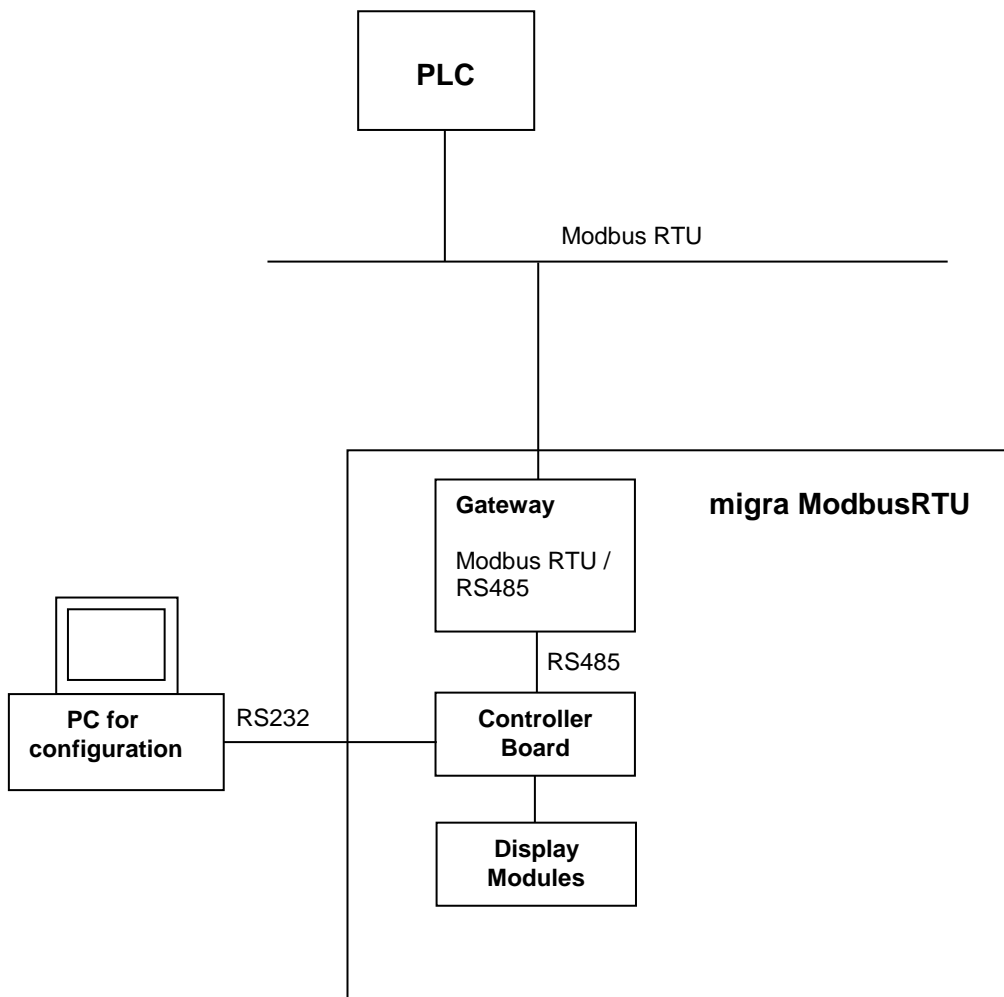 PLC
Modbus RTU
Gateway
migra ModbusRTU
Modbus RTU /
RS485
RS485
PC for
configuration
RS232
Controller
Board
Display
Modules